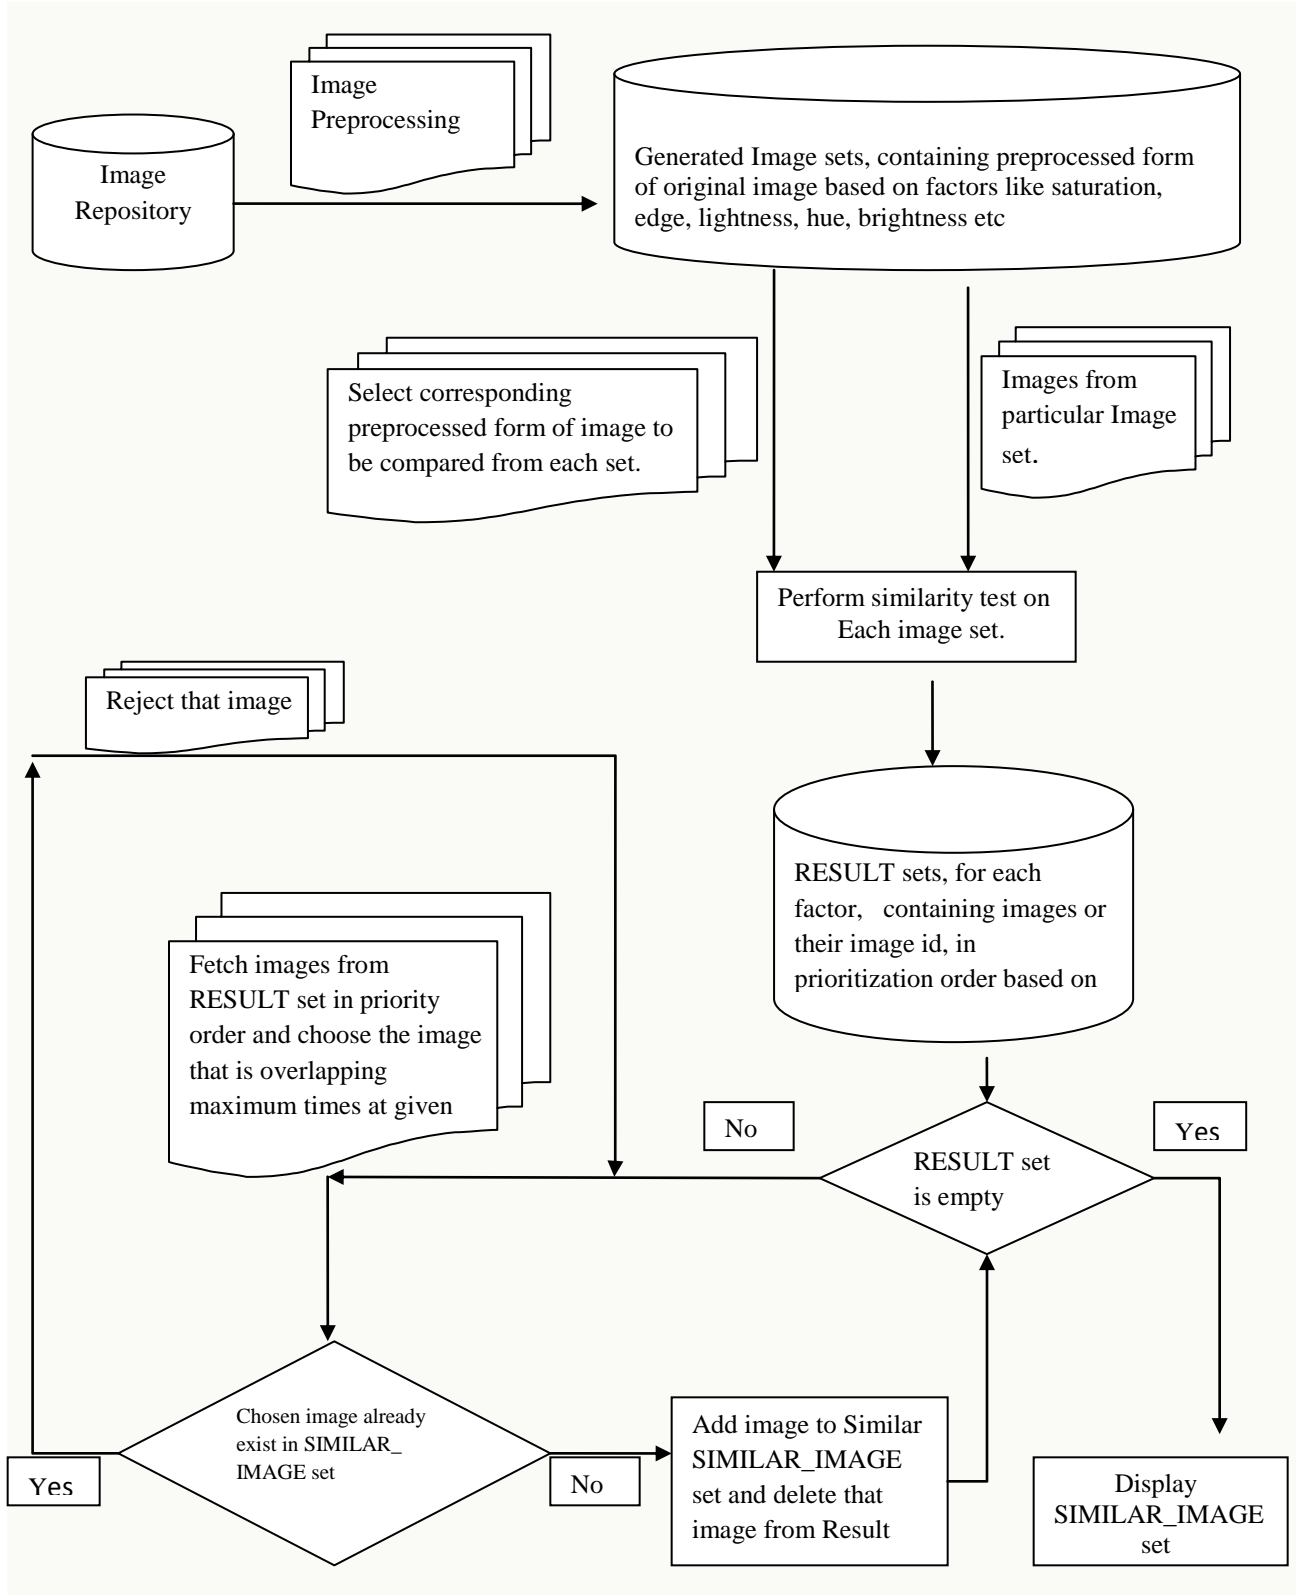 Image
Preprocessing
Image
Repository
Generated Image sets, containing preprocessed form
of original image based on factors like saturation,
edge, lightness, hue, brightness etc
Select corresponding
preprocessed form of image to
be compared from each set.
Images from
particular Image
set.
Perform similarity test on
Each image set.
Reject that image
RESULT sets, for each
factor, containing images or
their image id, in
prioritization order based on
Fetch images from
RESULT set in priority
order and choose the image
that is overlapping
maximum times at given
No
Yes
RESULT set
is empty
Chosen image already
exist in SIMILAR_
IMAGE set
Yes
No
Add image to Similar
SIMILAR_IMAGE
set and delete that
image from Result
Display
SIMILAR_IMAGE
set